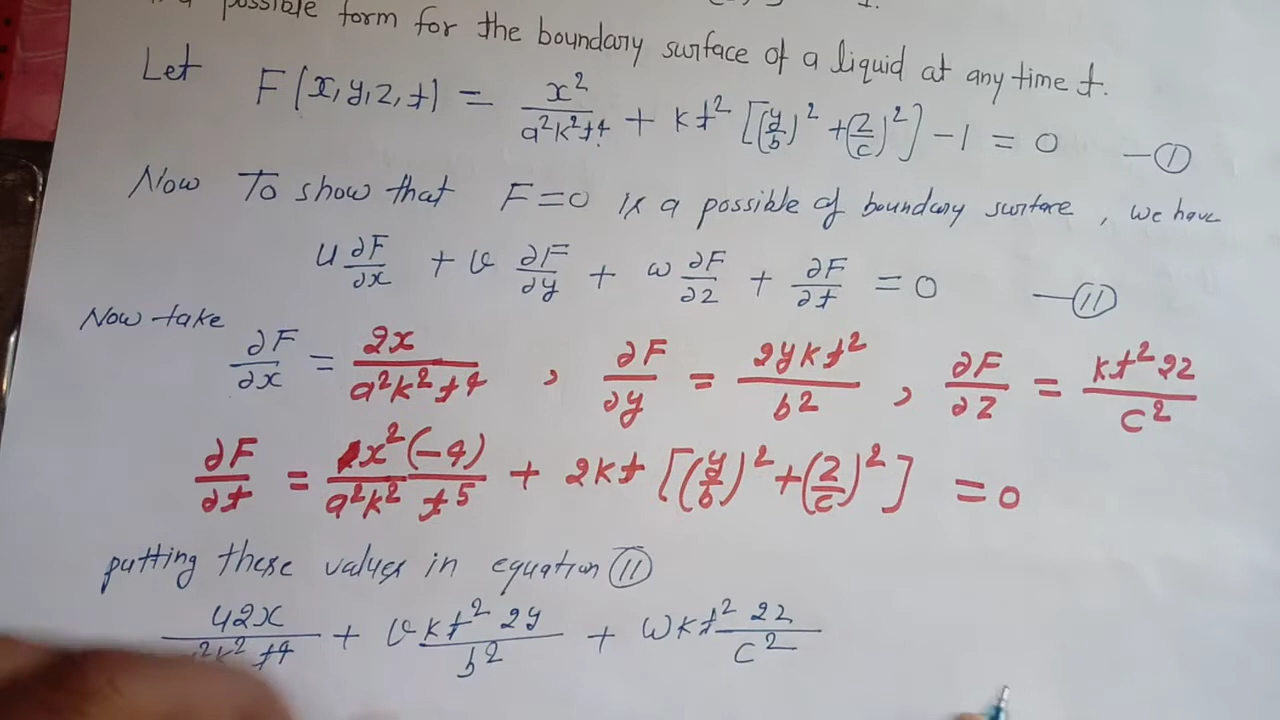 possible form for the boundary surface of a liquid at any time t.
Let F(x,y,z,t) = x²/a²k²t⁴ + kt² [(y/b)² + (z/c)²] - 1 = 0 —(I)
Now To show that F=0 is a possible of boundary surface, we have
u ∂F/∂x + v ∂F/∂y + w ∂F/∂z + ∂F/∂t = 0 —(II)
Now take
∂F/∂x = 2x/a²k²t⁴ , ∂F/∂y = 2ykt²/b² , ∂F/∂z = kt²2z/c²
∂F/∂t = x²(-4)/a²k² t⁵ + 2kt [(y/b)² + (z/c)²] = 0
putting these values in equation (II)
u2x/²k²t⁴ + vkt² 2y/b² + wkt² 2z/c²